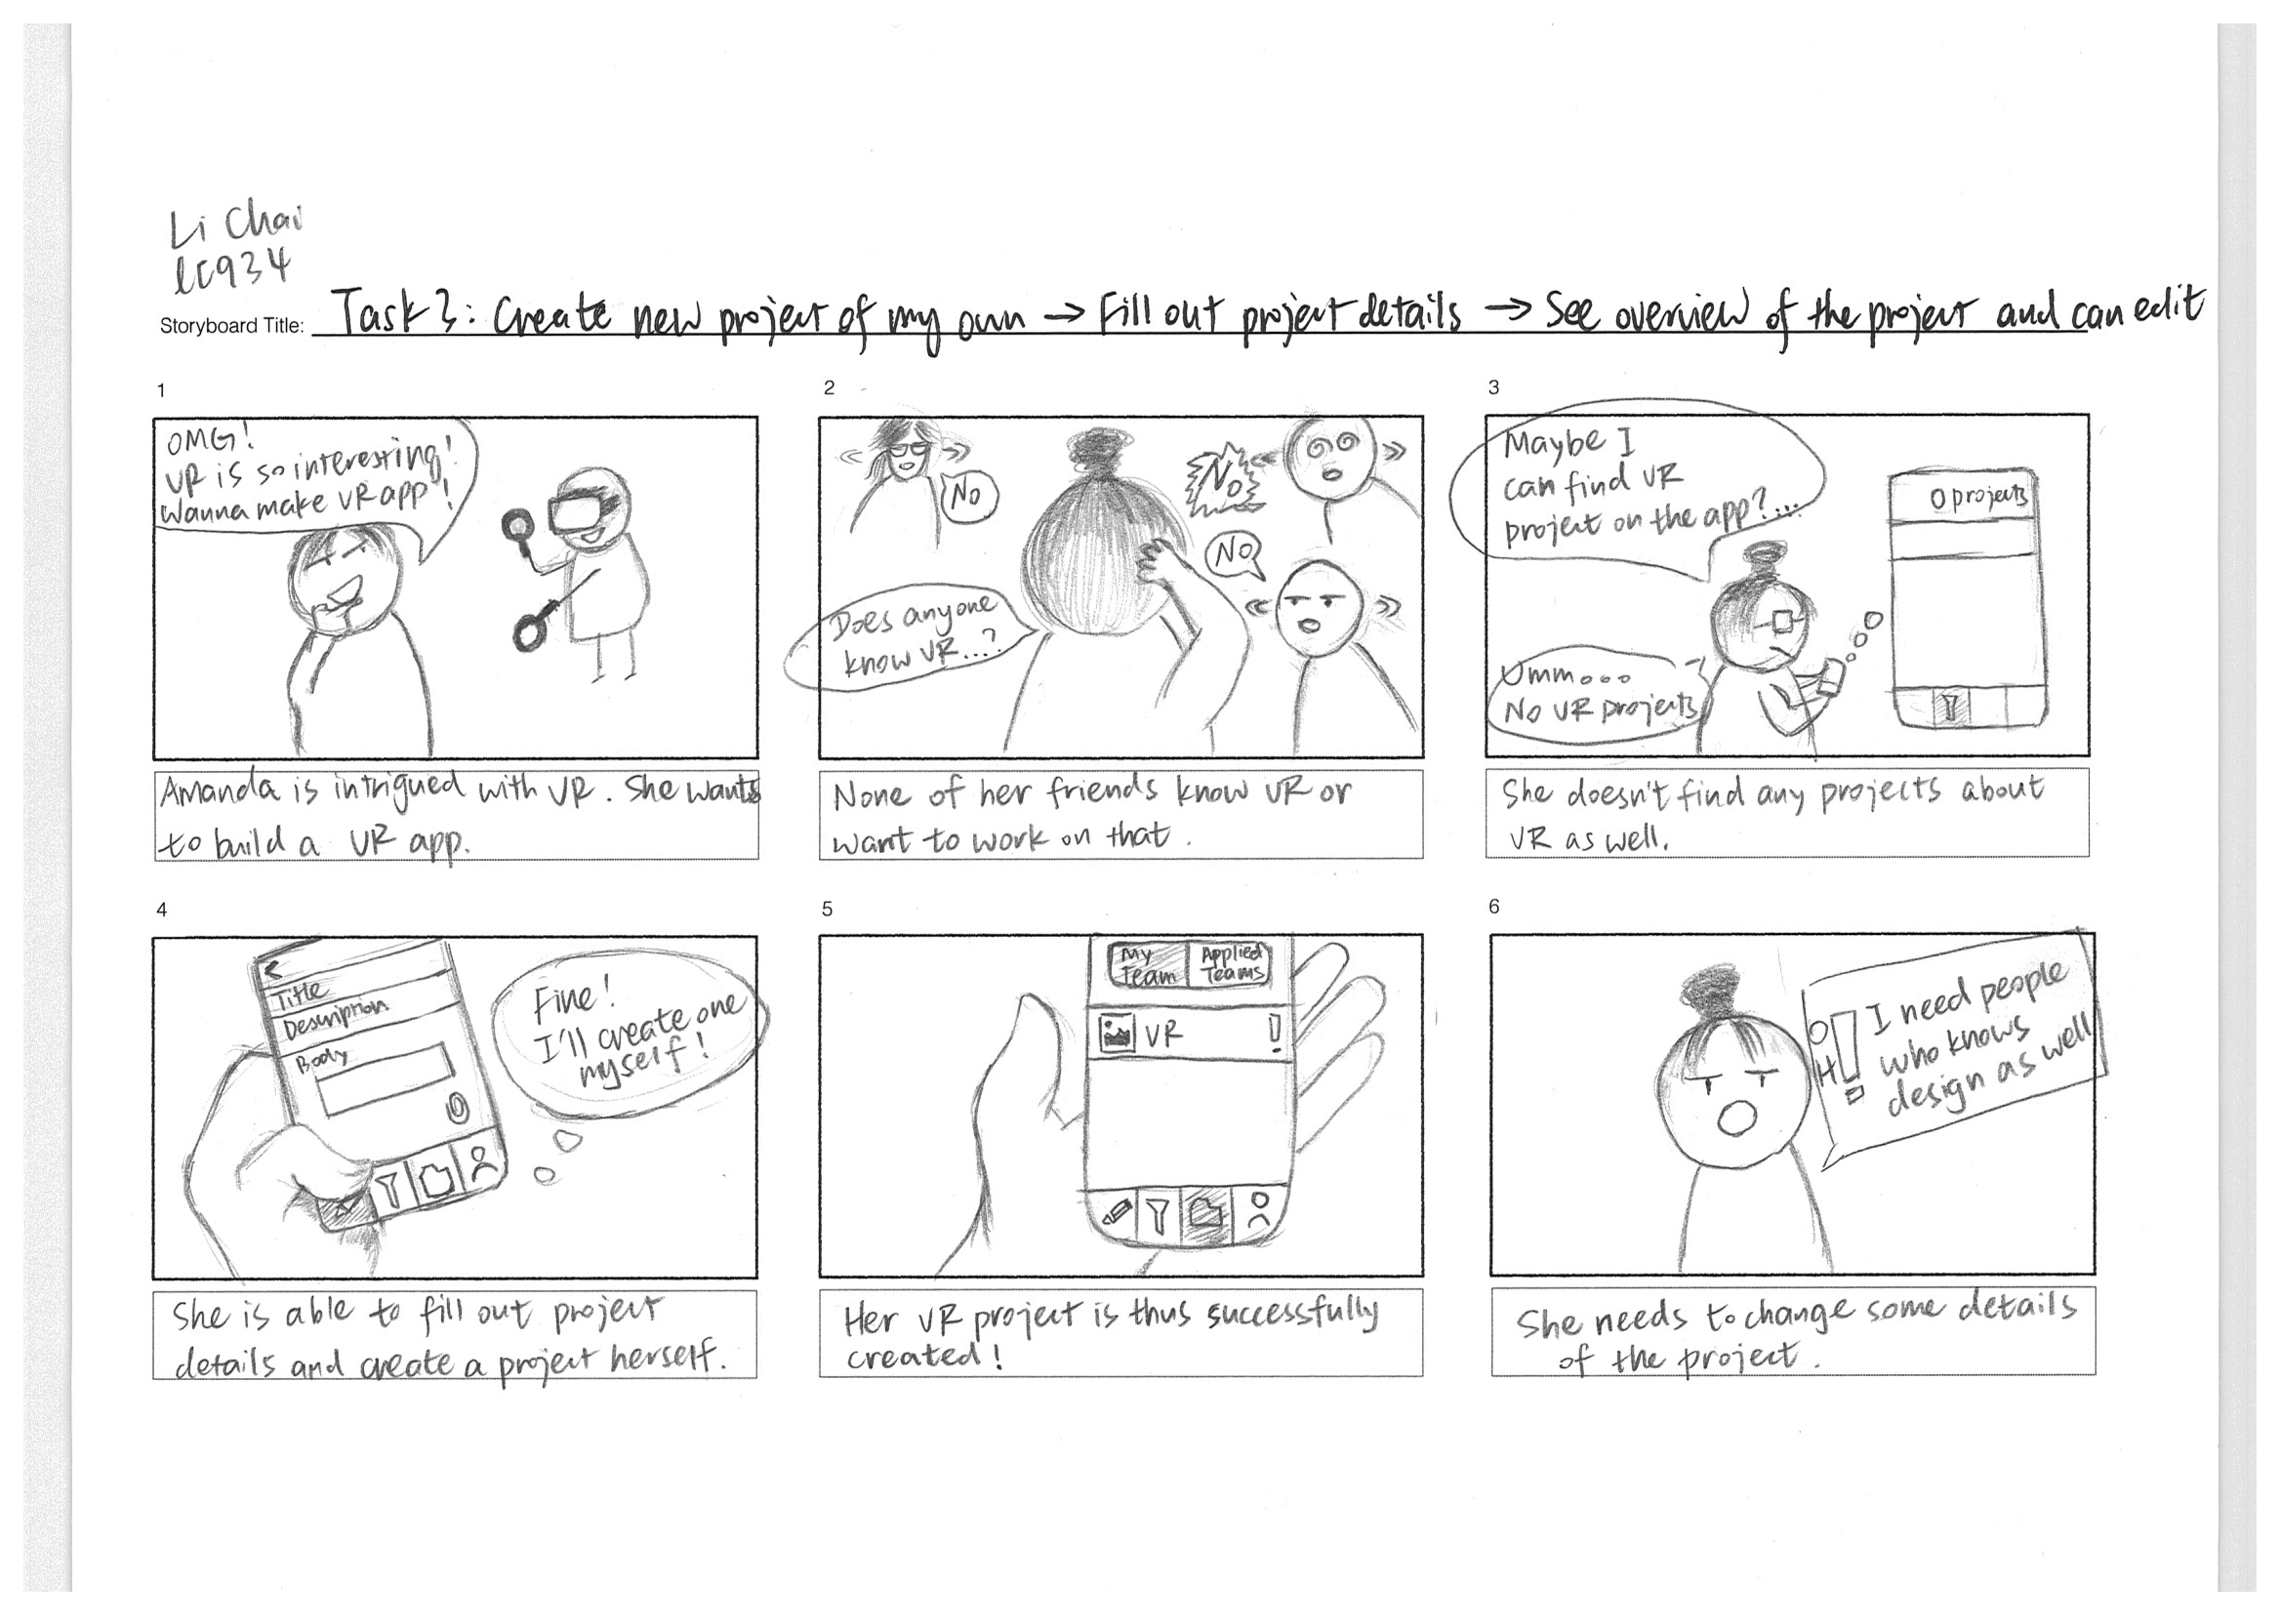 Li Chai
lc934
Storyboard Title: Task 3: Create new project of my own → Fill out project details → See overview of the project and can edit
1
OMG!
VR is so interesting!
Wanna make VR app!
Amanda is intrigued with VR. She wants
to build a VR app.
2
No
No
No
Does anyone
know VR...?
None of her friends know VR or
want to work on that.
3
Maybe I
can find VR
project on the app?...
0 projects
Umm...
No VR projects
She doesn't find any projects about
VR as well.
4
<
Title
Description
Body
Fine!
I'll create one
myself!
She is able to fill out project
details and create a project herself.
5
My
Team
Applied
Teams
VR !
Her VR project is thus successfully
created!
6
OH!
I need people
who knows
design as well
She needs to change some details
of the project.